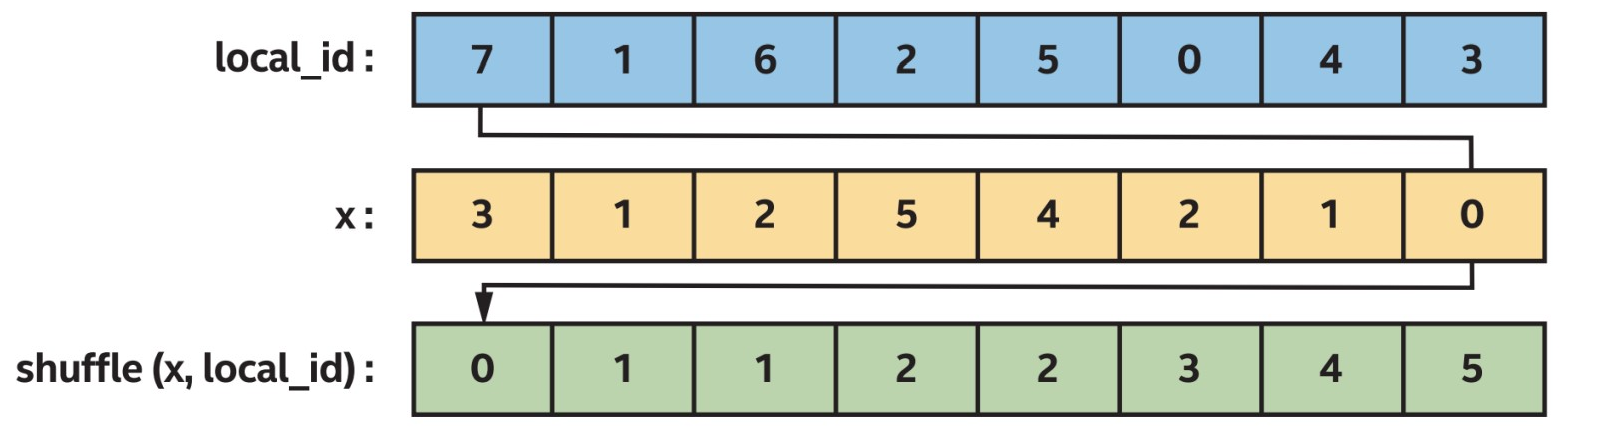 local_id : 7 1 6 2 5 0 4 3
x : 3 1 2 5 4 2 1 0
shuffle (x, local_id) : 0 1 1 2 2 3 4 5